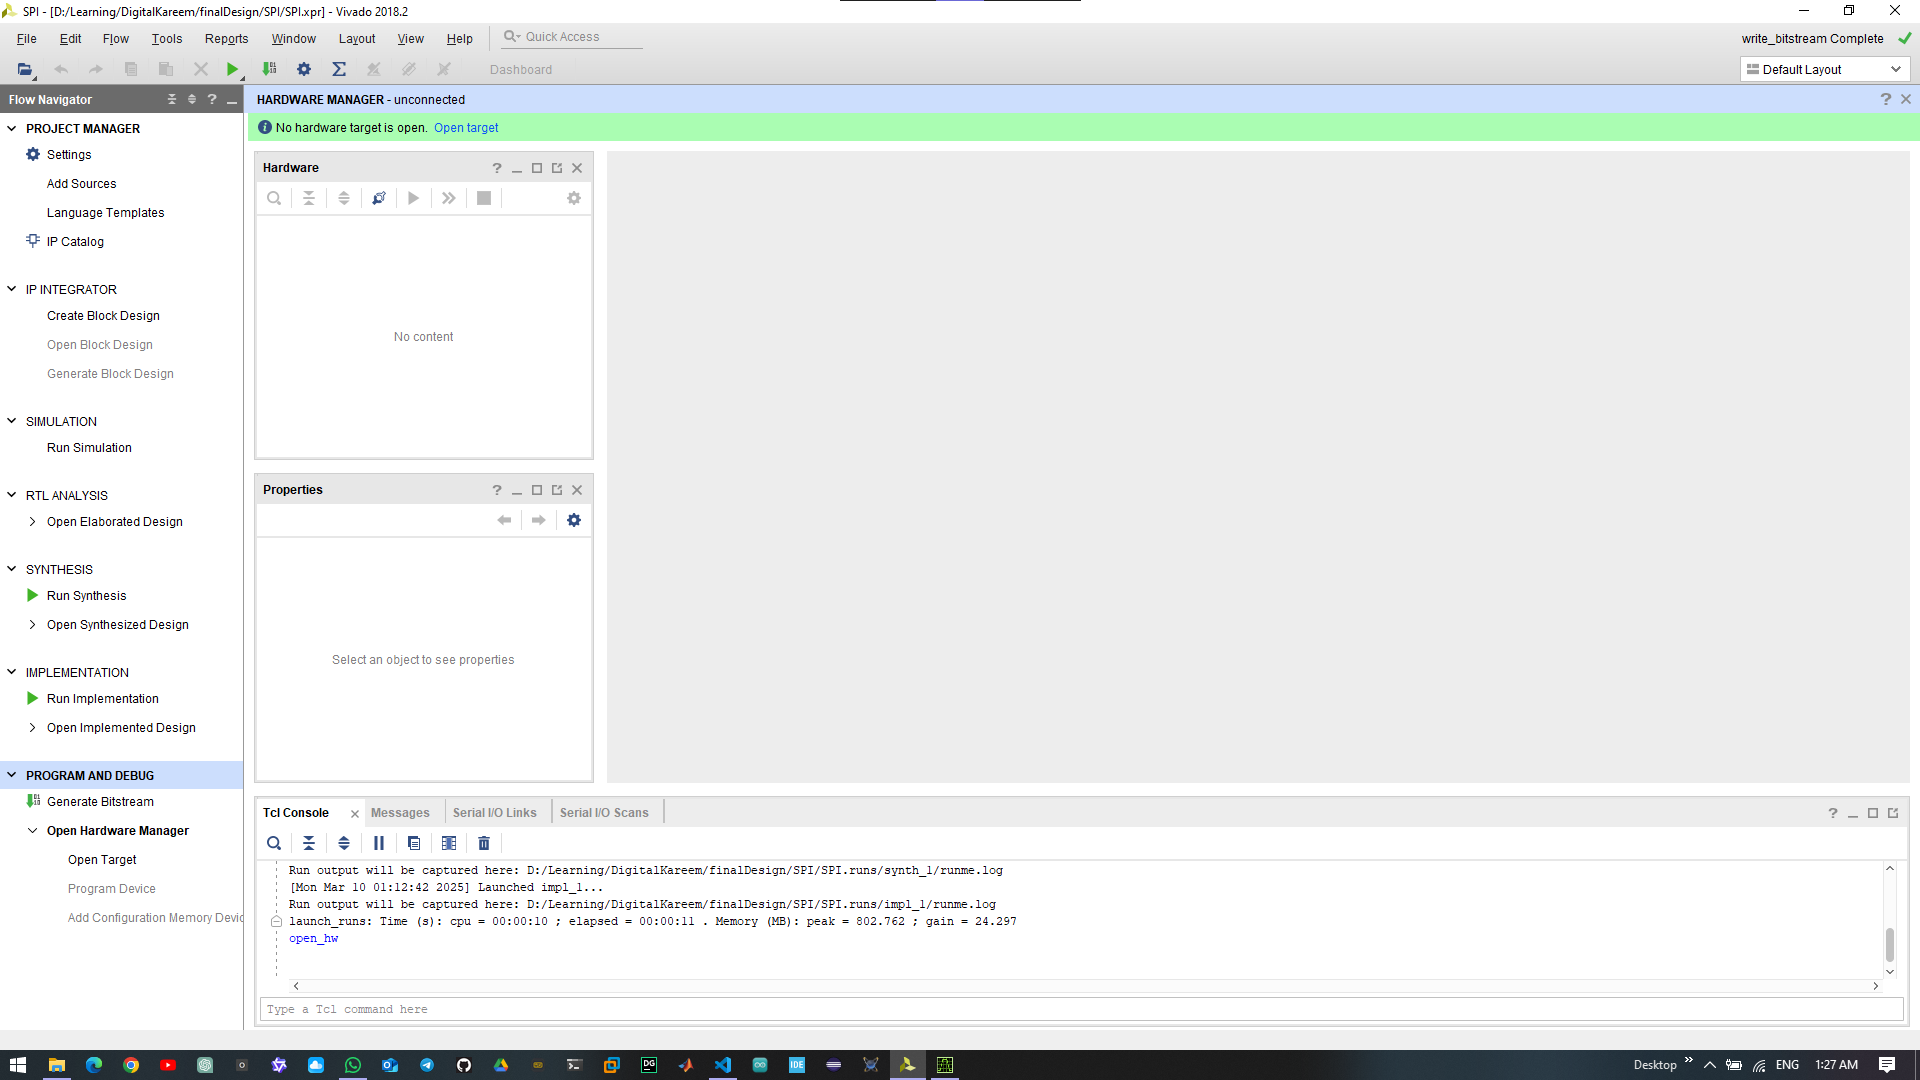 SPI - [D:/Learning/DigitalKareem/finalDesign/SPI/SPI.xpr] - Vivado 2018.2
File Edit Flow Tools Reports Window Layout View Help Quick Access
write_bitstream Complete
Dashboard
Default Layout
Flow Navigator
HARDWARE MANAGER - unconnected
No hardware target is open. Open target
PROJECT MANAGER
Settings
Add Sources
Language Templates
IP Catalog
IP INTEGRATOR
Create Block Design
Open Block Design
Generate Block Design
SIMULATION
Run Simulation
RTL ANALYSIS
Open Elaborated Design
SYNTHESIS
Run Synthesis
Open Synthesized Design
IMPLEMENTATION
Run Implementation
Open Implemented Design
PROGRAM AND DEBUG
Generate Bitstream
Open Hardware Manager
Open Target
Program Device
Add Configuration Memory Devic
Hardware
No content
Properties
Select an object to see properties
Tcl Console Messages Serial I/O Links Serial I/O Scans
Run output will be captured here: D:/Learning/DigitalKareem/finalDesign/SPI/SPI.runs/synth_1/runme.log
[Mon Mar 10 01:12:42 2025] Launched impl_1...
Run output will be captured here: D:/Learning/DigitalKareem/finalDesign/SPI/SPI.runs/impl_1/runme.log
launch_runs: Time (s): cpu = 00:00:10 ; elapsed = 00:00:11 . Memory (MB): peak = 802.762 ; gain = 24.297
open_hw
Type a Tcl command here
DG
IDE
Desktop ENG 1:27 AM